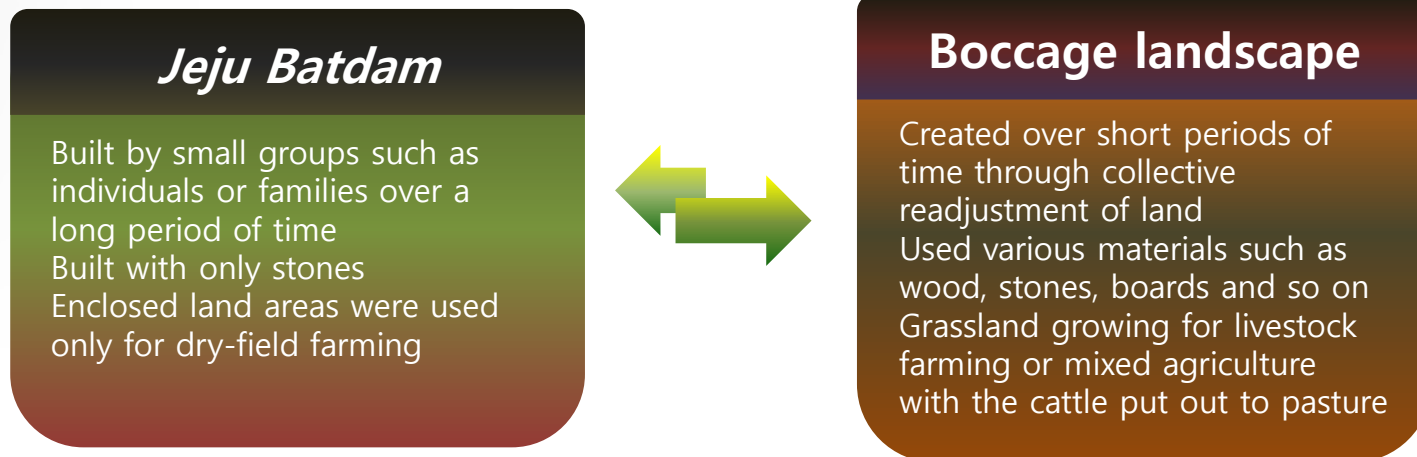 Jeju Batdam
Built by small groups such as
individuals or families over a
long period of time
Built with only stones
Enclosed land areas were used
only for dry-field farming
Boccage landscape
Created over short periods of
time through collective
readjustment of land
Used various materials such as
wood, stones, boards and so on
Grassland growing for livestock
farming or mixed agriculture
with the cattle put out to pasture